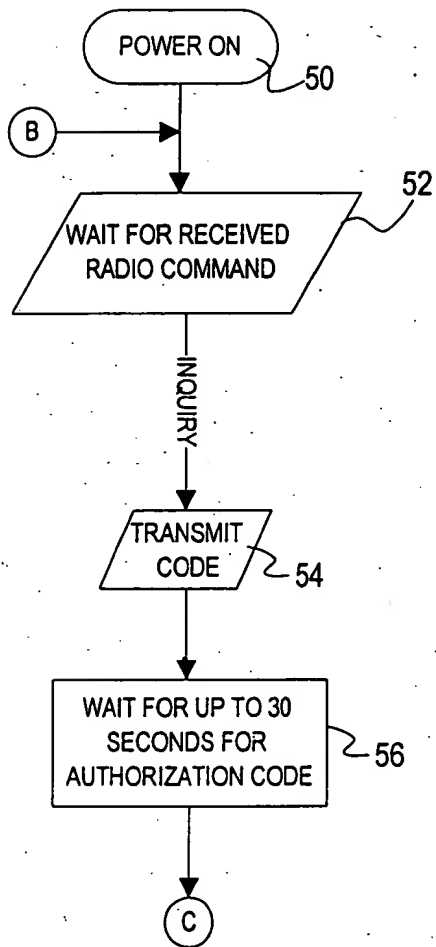 POWER ON
50
B
52
WAIT FOR RECEIVED
RADIO COMMAND
INQUIRY
TRANSMIT
CODE
54
WAIT FOR UP TO 30
SECONDS FOR
AUTHORIZATION CODE
56
C